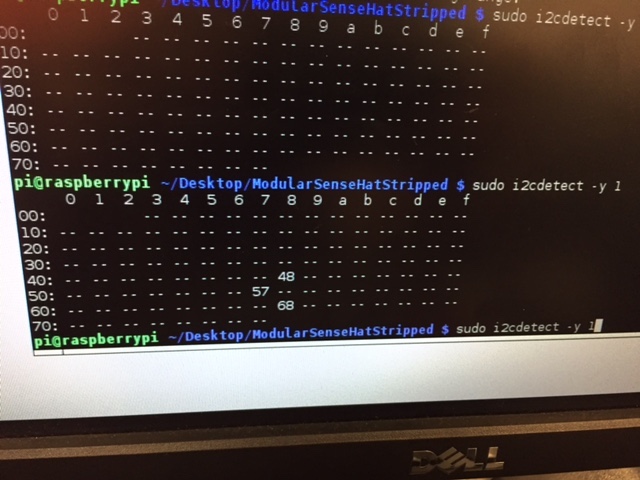 ~/Desktop/ModularSenseHatStripped $ sudo i2cdetect -y
0 1 2 3 4 5 6 7 8 9 a b c d e f
00: -- -- -- -- -- -- -- -- -- -- -- -- --
10: -- -- -- -- -- -- -- -- -- -- -- -- -- -- -- --
20: -- -- -- -- -- -- -- -- -- -- -- -- -- -- -- --
30: -- -- -- -- -- -- -- -- -- -- -- -- -- -- -- --
40: -- -- -- -- -- -- -- -- -- -- -- -- -- -- -- --
50: -- -- -- -- -- -- -- -- -- -- -- -- -- -- -- --
60: -- -- -- -- -- -- -- -- -- -- -- -- -- -- -- --
70: -- -- -- -- -- -- -- --
pi@raspberrypi ~/Desktop/ModularSenseHatStripped $ sudo i2cdetect -y 1
0 1 2 3 4 5 6 7 8 9 a b c d e f
00: -- -- -- -- -- -- -- -- -- -- -- -- --
10: -- -- -- -- -- -- -- -- -- -- -- -- -- -- -- --
20: -- -- -- -- -- -- -- -- -- -- -- -- -- -- -- --
30: -- -- -- -- -- -- -- -- -- -- -- -- -- -- -- --
40: -- -- -- -- -- -- -- -- 48 -- -- -- -- -- -- --
50: -- -- -- -- -- -- -- 57 -- -- -- -- -- -- -- --
60: -- -- -- -- -- -- -- -- 68 -- -- -- -- -- -- --
70: -- -- -- -- -- -- -- --
pi@raspberrypi ~/Desktop/ModularSenseHatStripped $ sudo i2cdetect -y 1
DELL